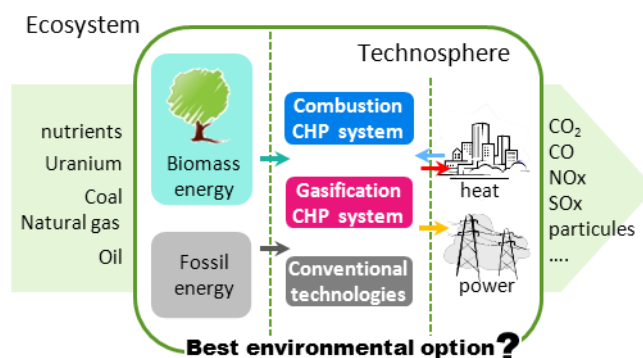 Ecosystem
Technosphere
nutrients
Uranium
Coal
Natural gas
Oil
Biomass
energy
Fossil
energy
Combustion
CHP system
Gasification
CHP system
Conventional
technologies
heat
power
CO₂
CO
NOx
SOx
particules
....
Best environmental option?